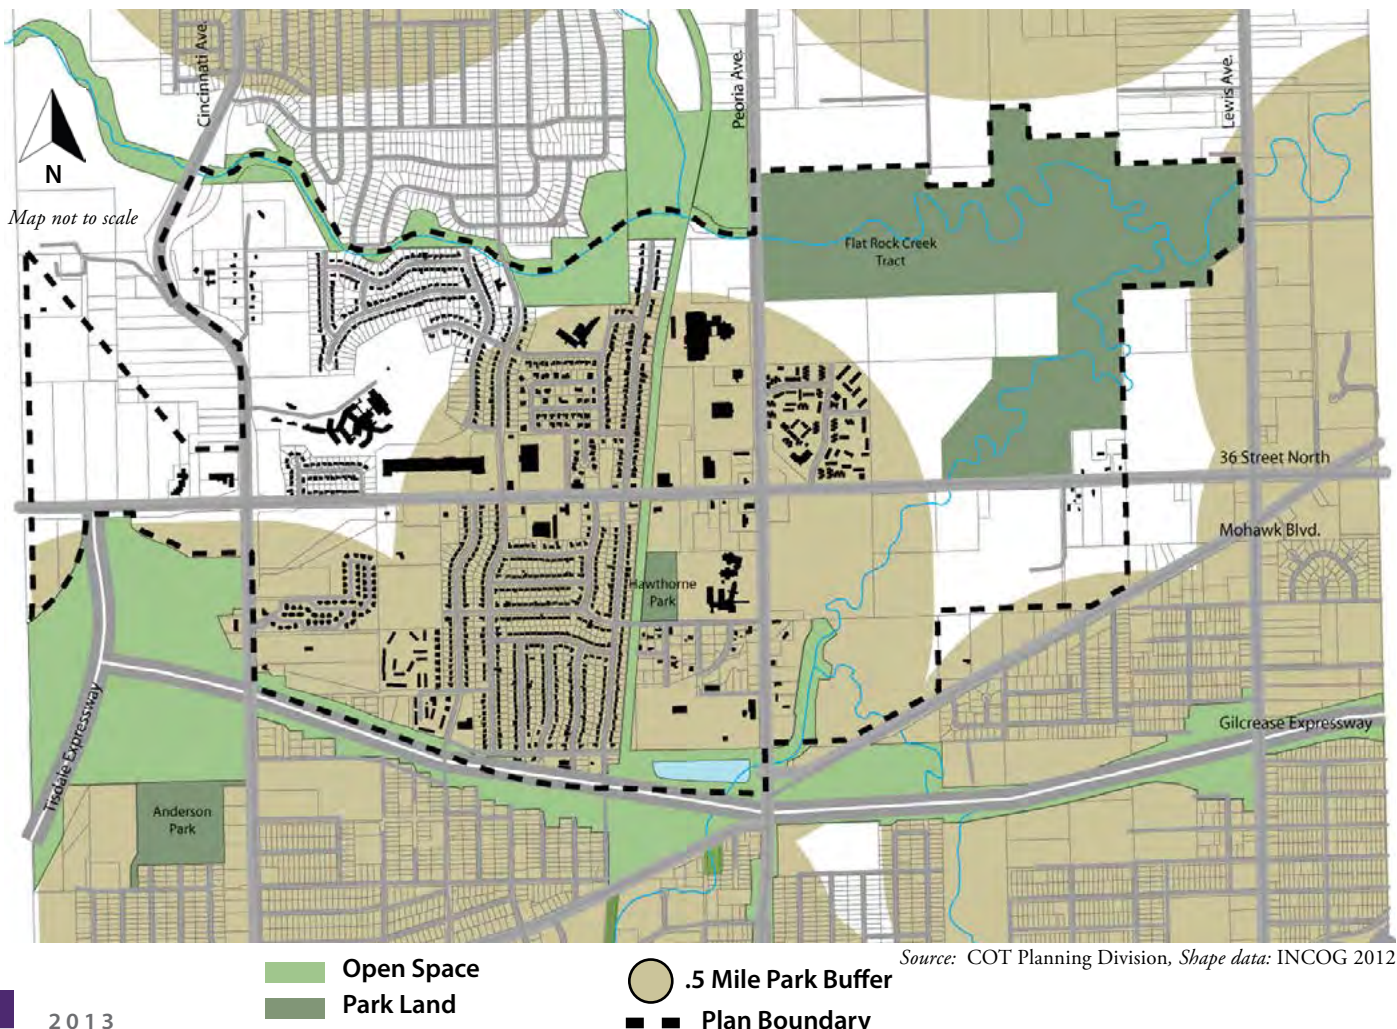 Cincinnati Ave.
Peoria Ave.
Lewis Ave.
N
Map not to scale
Flat Rock Creek
Tract
36 Street North
Mohawk Blvd.
Hawthorne
Park
Tisdale Expressway
Gilcrease Expressway
Anderson
Park
Source: COT Planning Division, Shape data: INCOG 2012
Open Space
Park Land
.5 Mile Park Buffer
Plan Boundary
2013